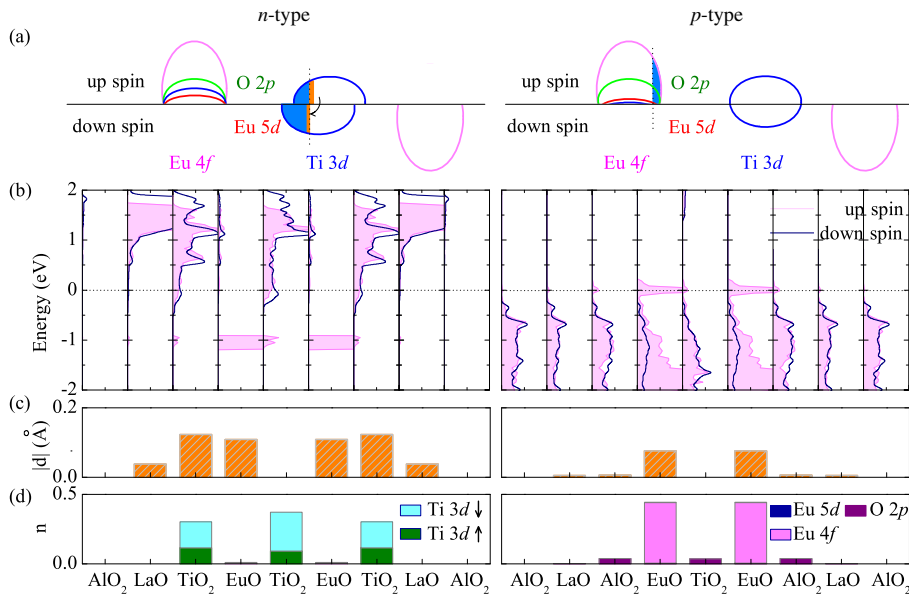 n-type
p-type
(a)
up spin
O 2p
down spin
Eu 5d
Eu 4f
Ti 3d
up spin
O 2p
down spin
Eu 5d
Eu 4f
Ti 3d
(b)
2
1
0
-1
-2
Energy (eV)
up spin
down spin
(c)
0.2
0.0
|d| (Å)
(d)
0.5
0.0
n
Ti 3d ↓
Ti 3d ↑
Eu 5d
O 2p
Eu 4f
AlO₂ LaO TiO₂ EuO TiO₂ EuO TiO₂ LaO AlO₂
AlO₂ LaO AlO₂ EuO TiO₂ EuO AlO₂ LaO AlO₂